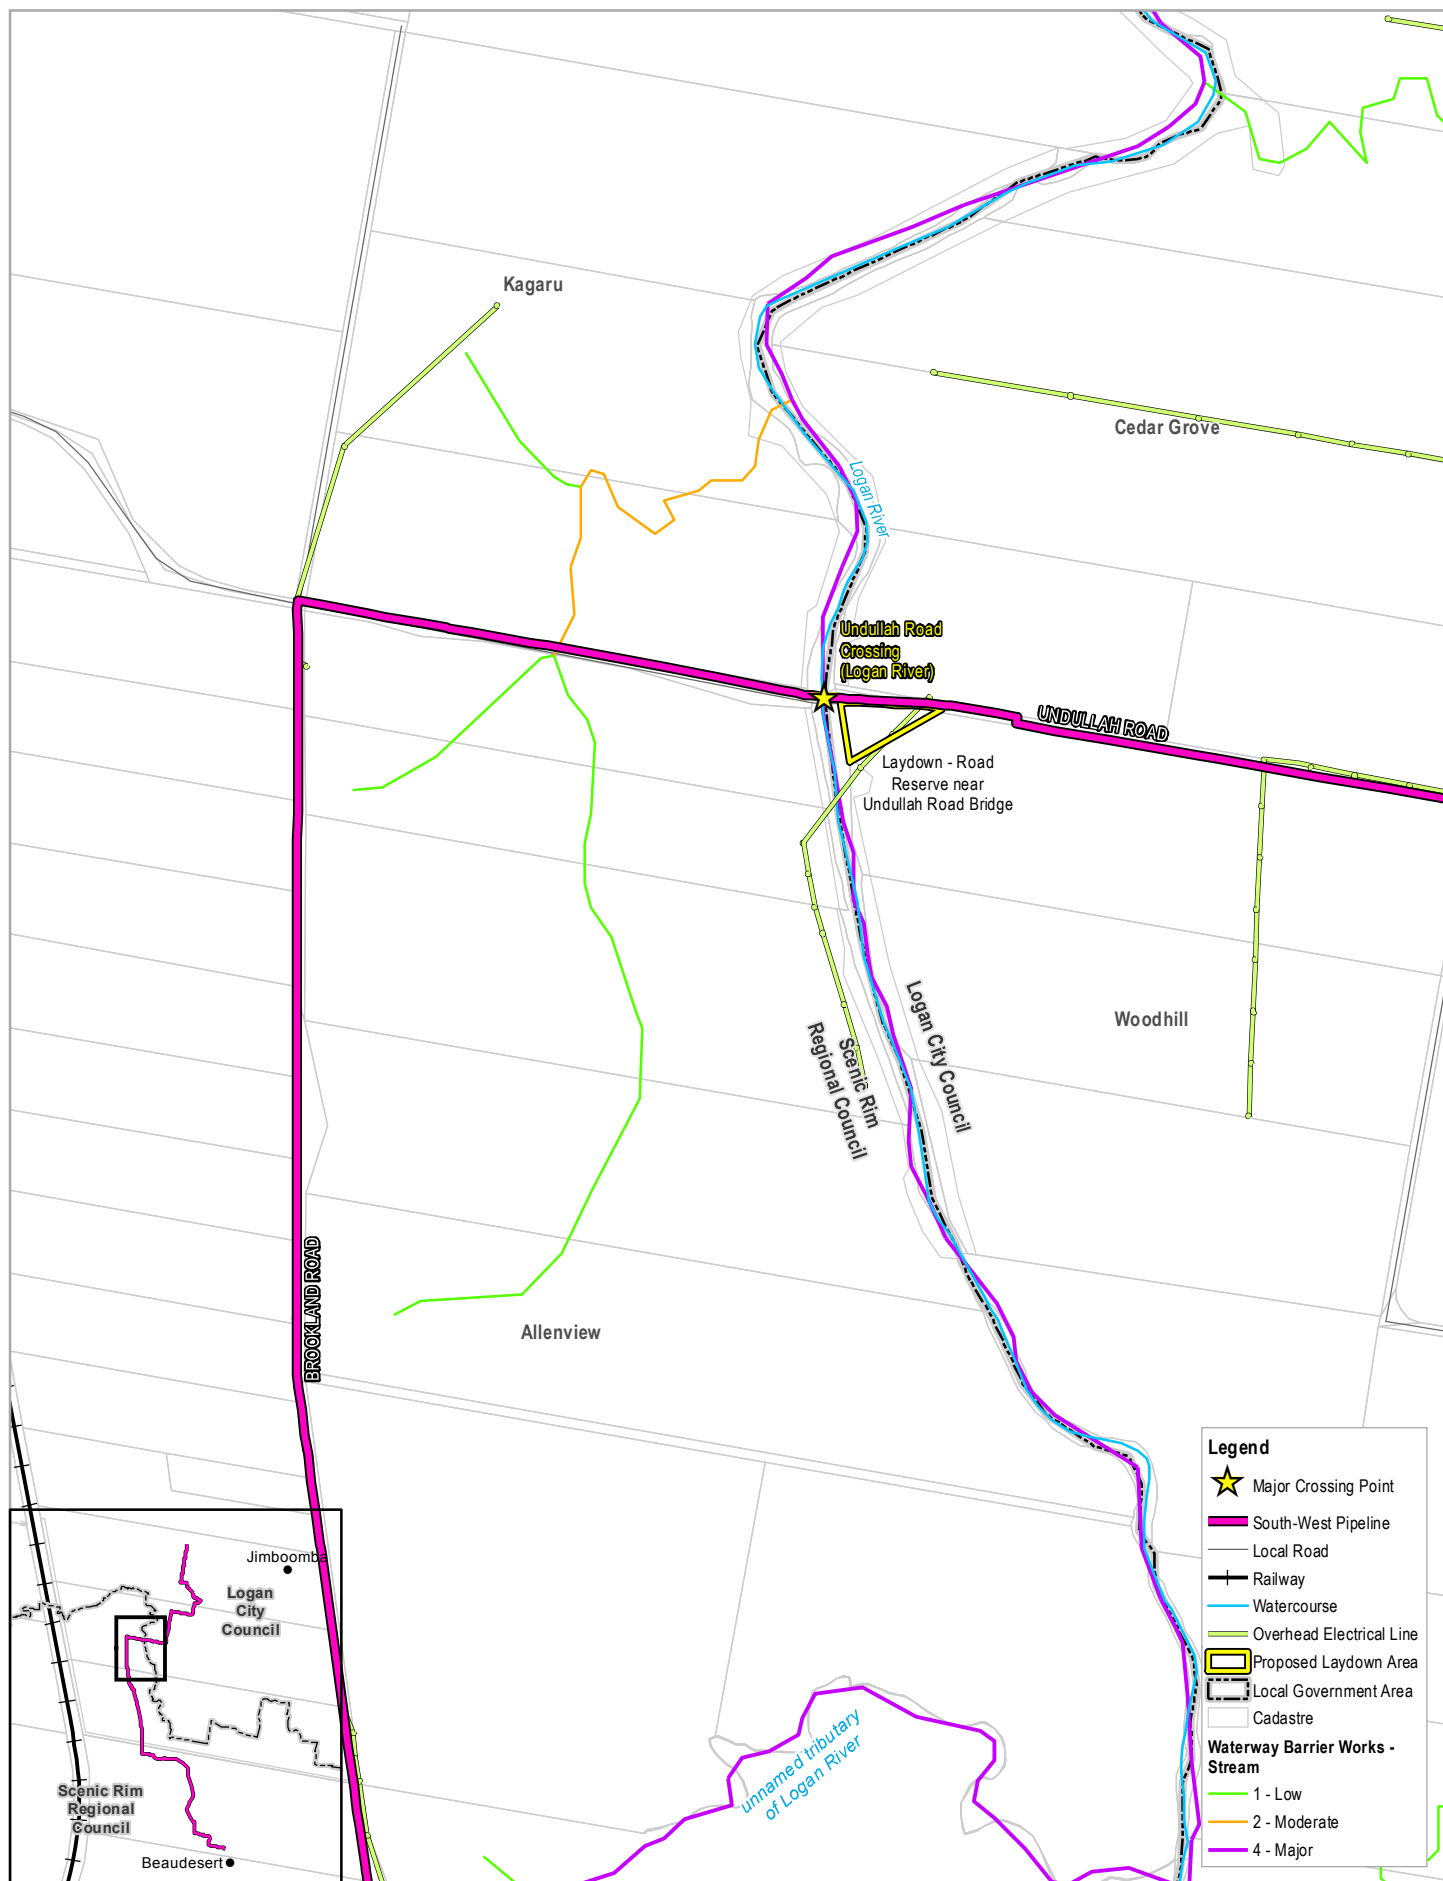 Kagaru
Cedar Grove
Logan River
Undullah Road
Crossing
(Logan River)
UNDULLAH ROAD
Laydown - Road
Reserve near
Undullah Road Bridge
Logan City Council
Scenic Rim
Regional Council
Woodhill
BROOKLAND ROAD
Allenview
unnamed tributary
of Logan River
Jimboomba
Logan
City
Council
Scenic Rim
Regional
Council
Beaudesert
Legend
Major Crossing Point
South-West Pipeline
Local Road
Railway
Watercourse
Overhead Electrical Line
Proposed Laydown Area
Local Government Area
Cadastre
Waterway Barrier Works -
Stream
1 - Low
2 - Moderate
4 - Major